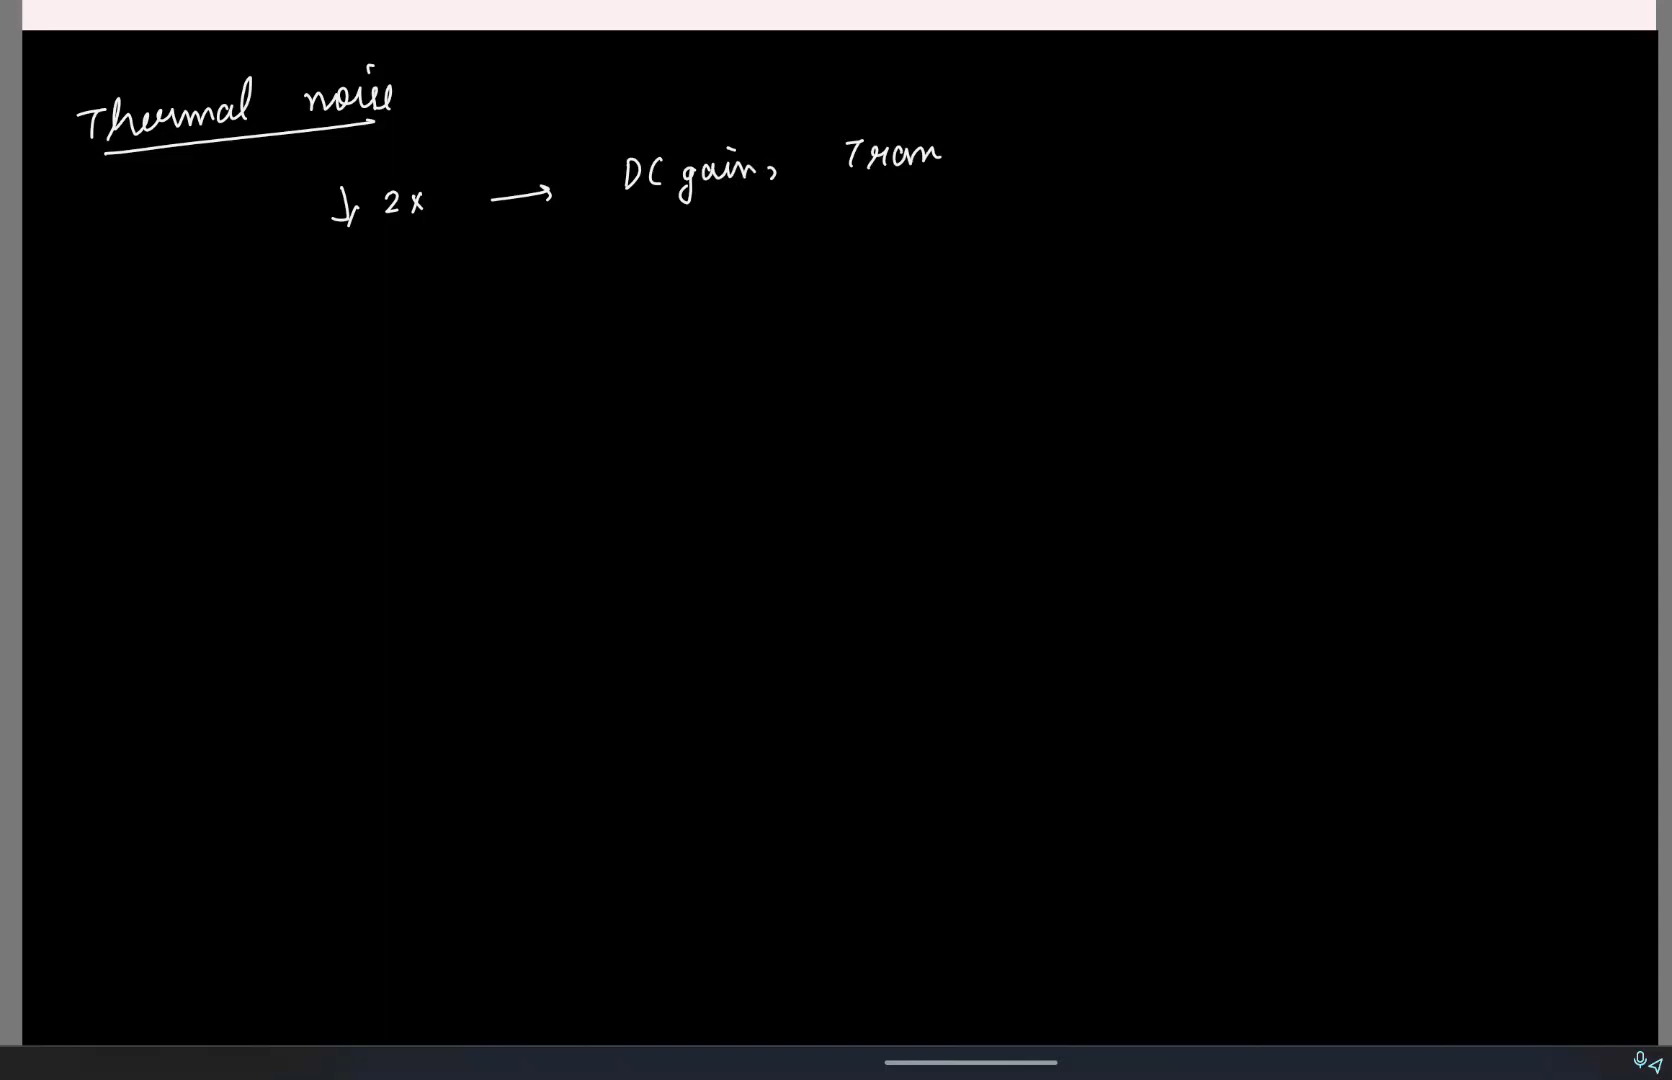 Thermal noise
↓ 2x → DC gain, Tran